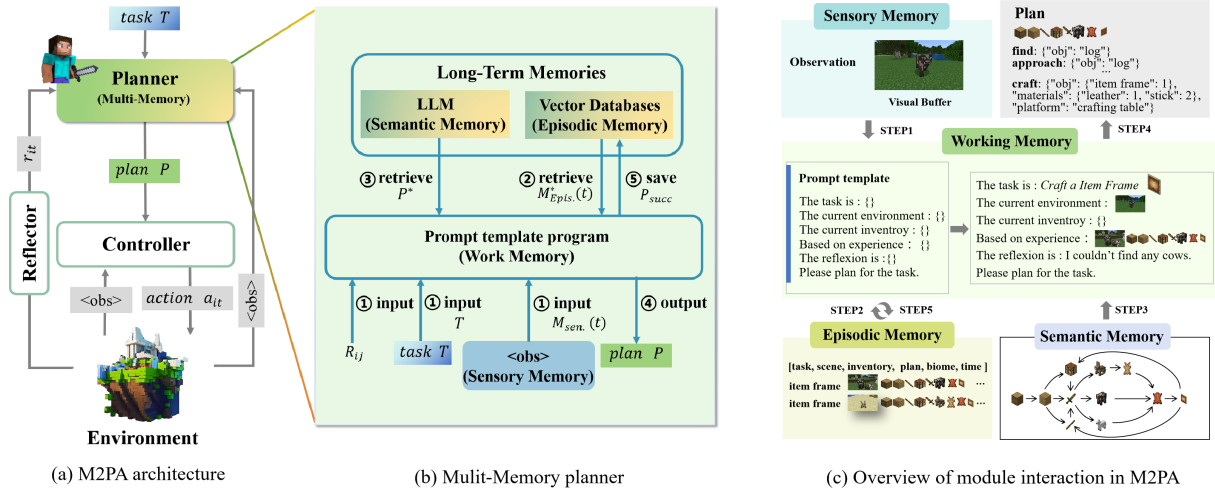 task T
Planner
(Multi-Memory)
r_it
plan P
Reflector
Controller
<obs>
action a_it
<obs>
Environment
(a) M2PA architecture
Long-Term Memories
LLM
(Semantic Memory)
Vector Databases
(Episodic Memory)
③ retrieve
P*
② retrieve
M*_Epis.(t)
⑤ save
P_succ
Prompt template program
(Work Memory)
① input
R_ij
① input
T
task T
① input
M_sen.(t)
<obs>
(Sensory Memory)
④ output
plan P
(b) Mulit-Memory planner
Sensory Memory
Observation
Visual Buffer
Plan
find: {"obj": "log"}
approach: {"obj": "log"}
...
craft: {"obj": {"item frame": 1},
"materials": {"leather": 1, "stick": 2},
"platform": "crafting table"}
STEP1
STEP4
Working Memory
Prompt template
The task is : {}
The current environment : {}
The current inventroy : {}
Based on experience : {}
The reflexion is :{}
Please plan for the task.
The task is : Craft a Item Frame
The current environment :
The current inventroy : {}
Based on experience :
The reflexion is : I couldn't find any cows.
Please plan for the task.
STEP2
STEP5
STEP3
Episodic Memory
[task, scene, inventory, plan, biome, time ]
item frame ...
item frame ...
Semantic Memory
(c) Overview of module interaction in M2PA